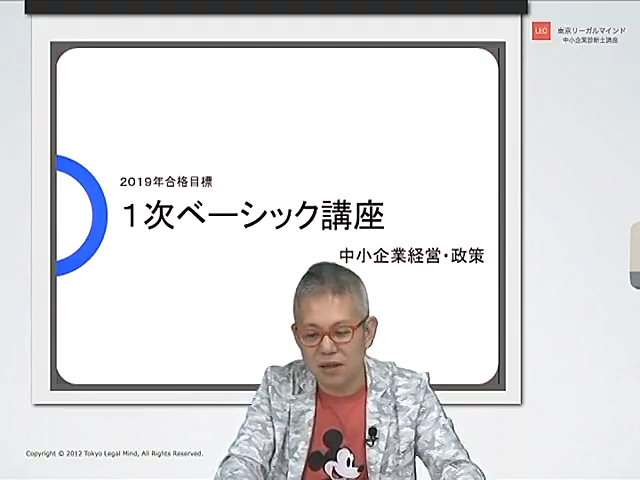 LEC 東京リーガルマインド
中小企業診断士講座
2019年合格目標
1次ベーシック講座
中小企業経営・政策
Copyright © 2012 Tokyo Legal Mind, All Rights Reserved.